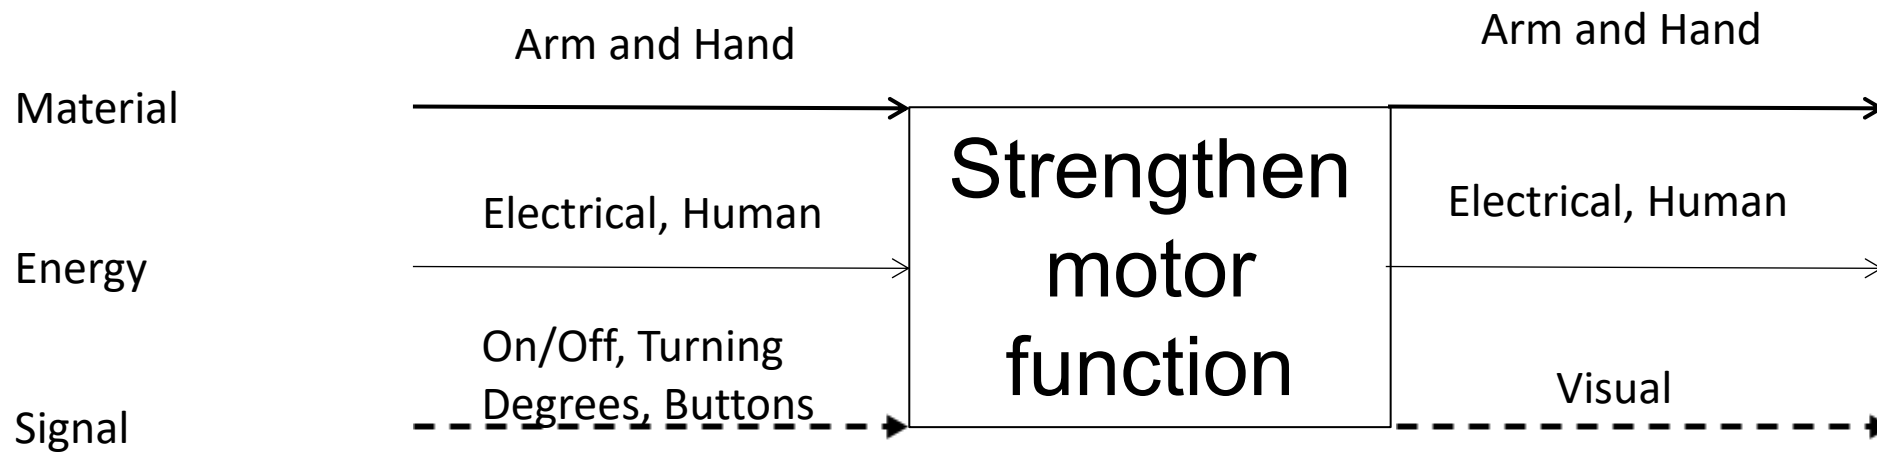 Arm and Hand
Arm and Hand
Material
Strengthen
motor
function
Electrical, Human
Electrical, Human
Energy
On/Off, Turning
Degrees, Buttons
Visual
Signal